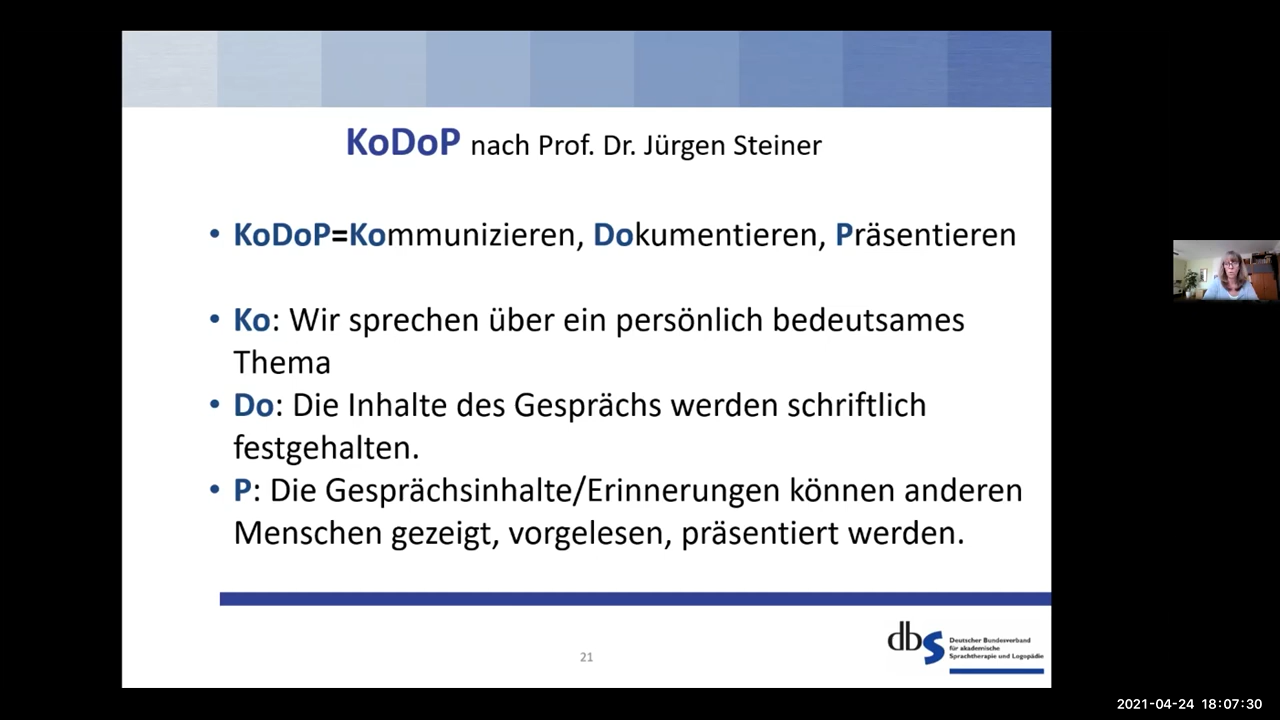 KoDoP nach Prof. Dr. Jürgen Steiner
• KoDoP=Kommunizieren, Dokumentieren, Präsentieren
• Ko: Wir sprechen über ein persönlich bedeutsames
Thema
• Do: Die Inhalte des Gesprächs werden schriftlich
festgehalten.
• P: Die Gesprächsinhalte/Erinnerungen können anderen
Menschen gezeigt, vorgelesen, präsentiert werden.
21
dbs
Deutscher Bundesverband
für akademische
Sprachtherapie und Logopädie
2021-04-24 18:07:30